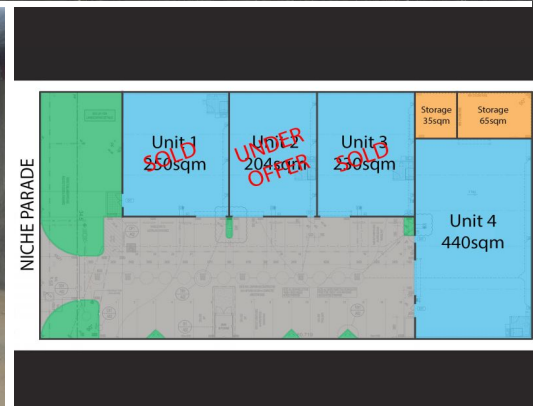 NICHE PARADE
Unit 1
250sqm
SOLD
Unit 2
204sqm
UNDER
OFFER
Unit 3
230sqm
SOLD
Storage
35sqm
Storage
65sqm
Unit 4
440sqm